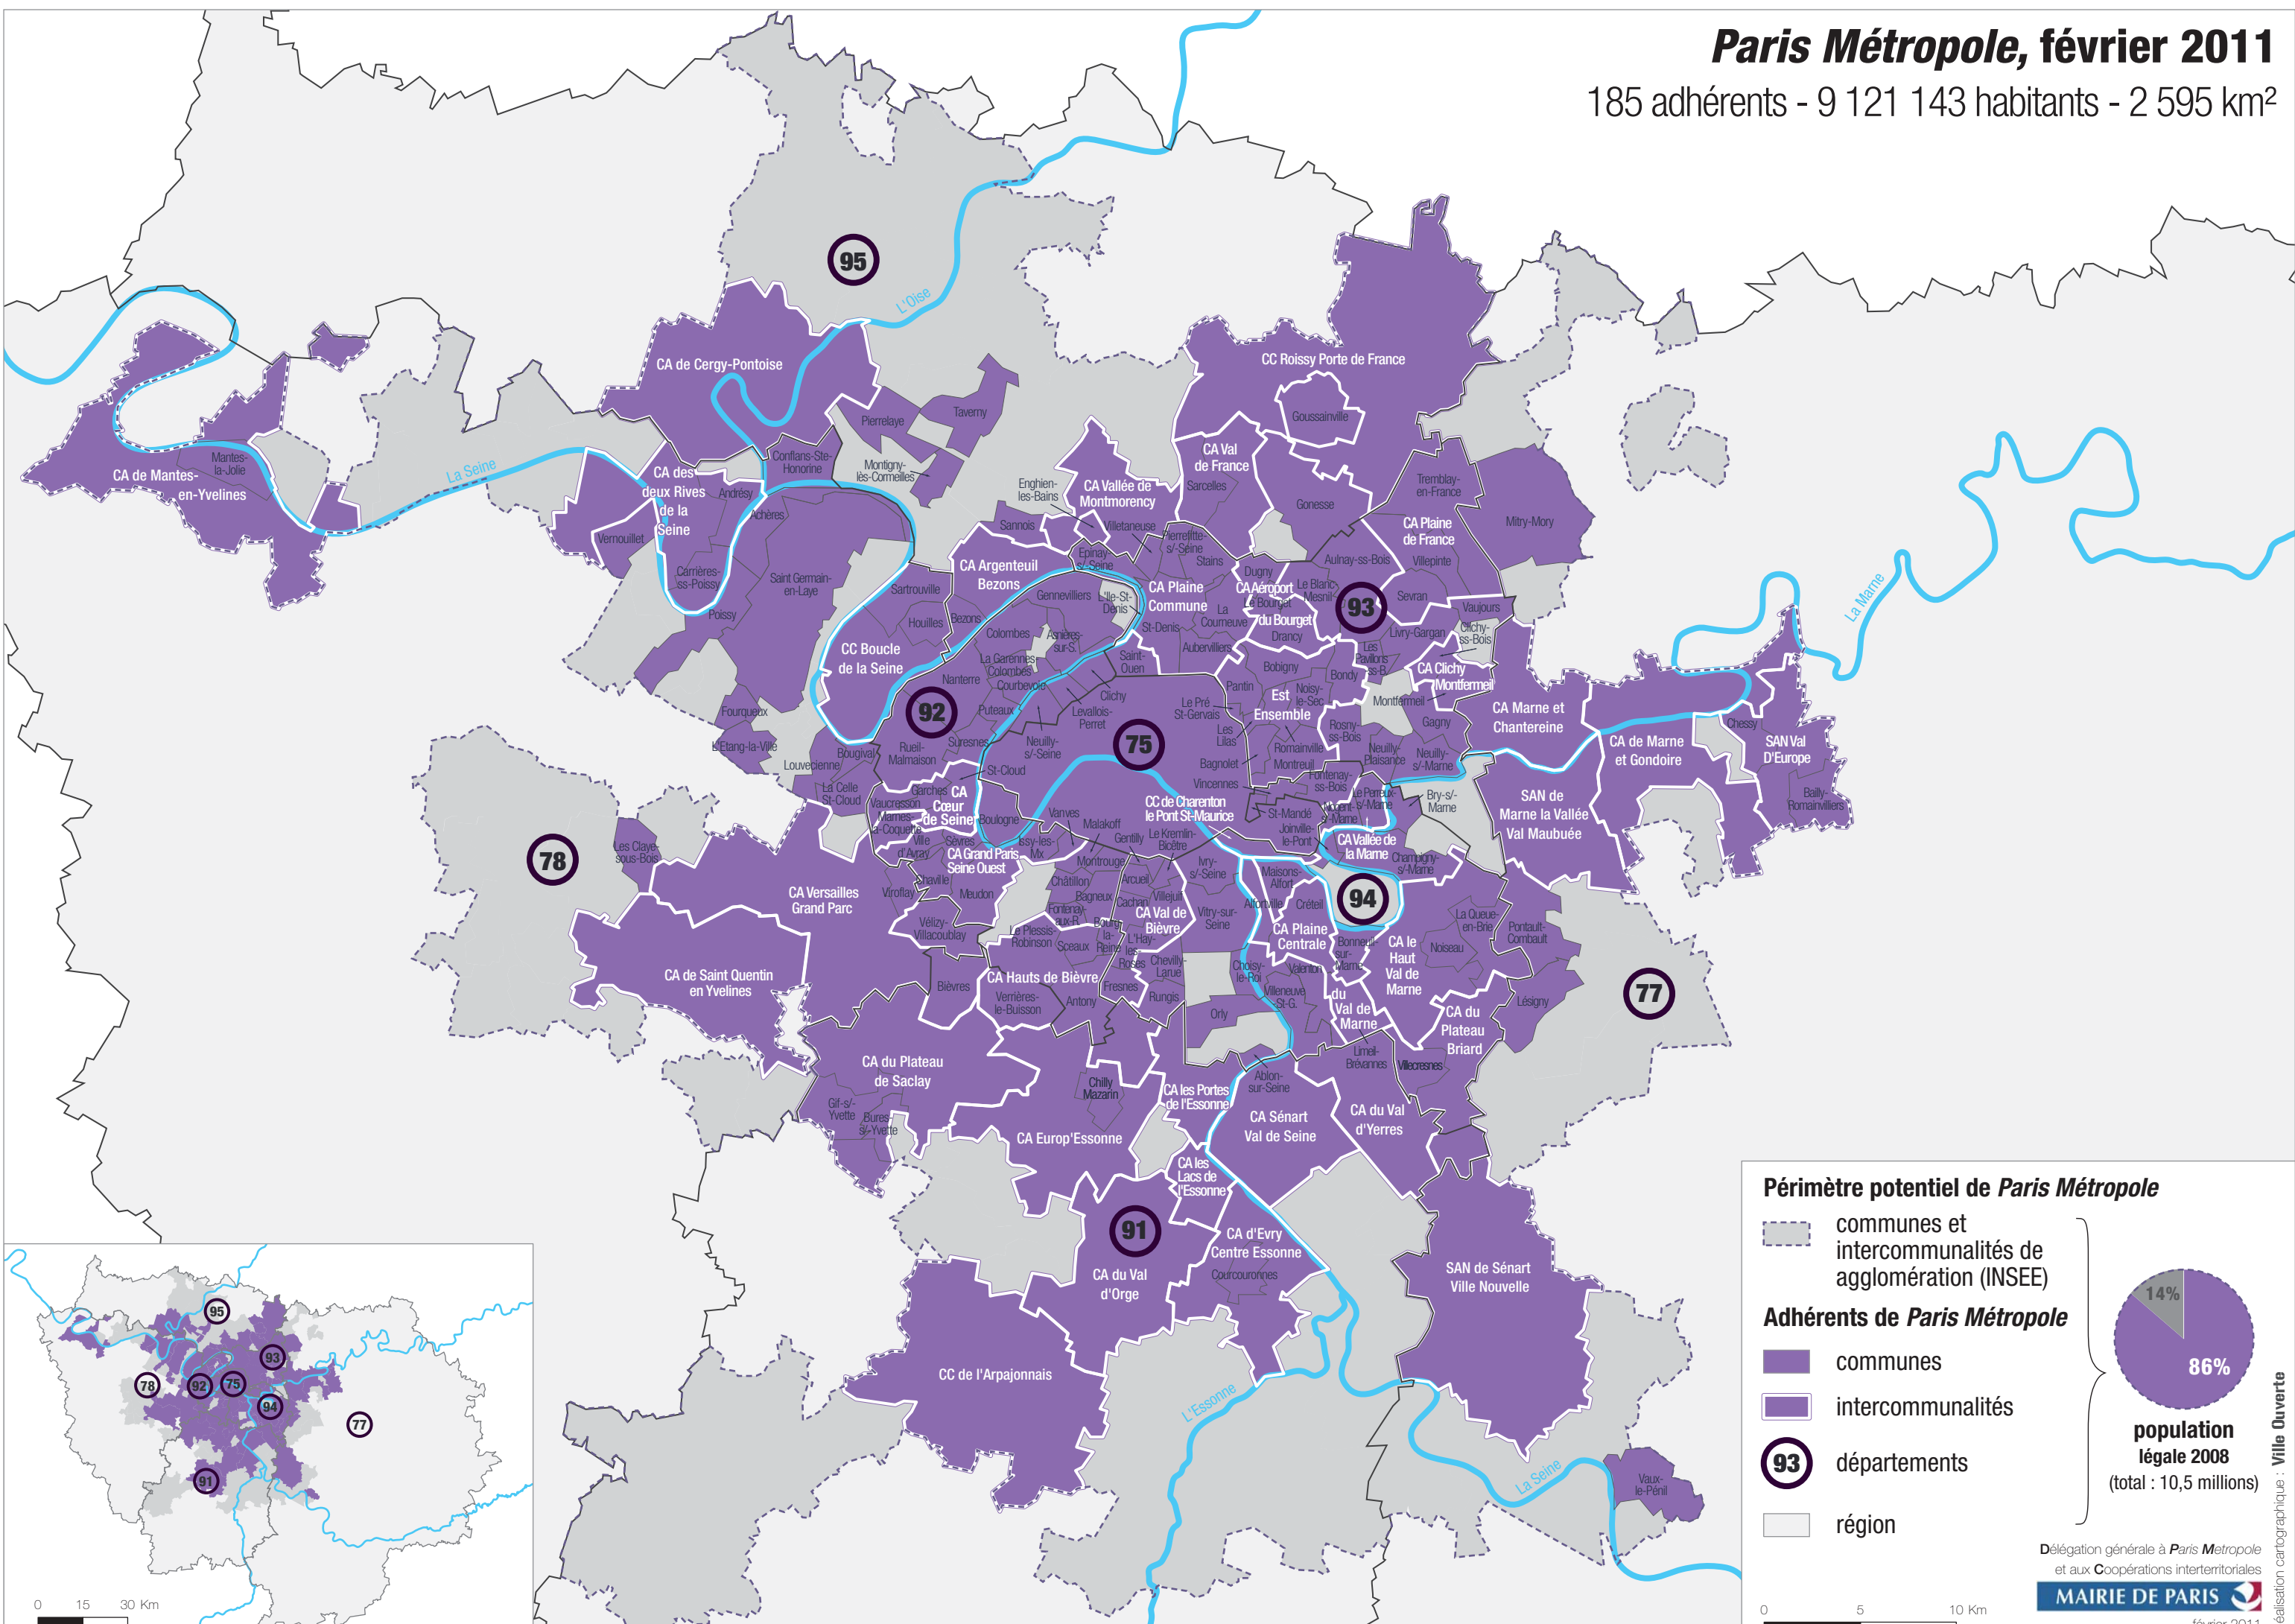 Paris Métropole, février 2011
185 adhérents - 9 121 143 habitants - 2 595 km²
95
L'Oise
CA de Cergy-Pontoise
CC Roissy Porte de France
Goussainville
Pierrelaye
Taverny
CA de Mantes-
en-Yvelines
Mantes-
la-Jolie
La Seine
CA des
deux Rives
de la
Seine
Conflans-Ste-
Honorine
Montigny-
lès-Cormeilles
Andrésy
Achères
Vernouillet
Carrières-
ss-Poissy
Poissy
Saint Germain-
en-Laye
Enghien-
les-Bains
CA Vallée de
Montmorency
CA Val
de France
Sarcelles
Gonesse
Tremblay-
en-France
Mitry-Mory
CA Plaine
de France
Villepinte
Sannois
Villetaneuse
Pierrefitte-
s/-Seine
Stains
Epinay-
s/-Seine
CA Argenteuil
Bezons
Sartrouville
Houilles
Bezons
Gennevilliers
L'Ile-St-
Denis
CA Plaine
Commune
Dugny
CA Aéroport
Le Bourget
du Bourget
Drancy
Le Blanc-
Mesnil
Aulnay-ss-Bois
93
Sevran
Vaujours
Livry-Gargan
Clichy-
ss-Bois
La Marne
CC Boucle
de la Seine
Colombes
Asnières-
sur-S.
La Garennes-
Colombes
Courbevoie
Nanterre
92
Puteaux
Suresnes
Rueil-
Malmaison
Neuilly-
s/-Seine
Levallois-
Perret
Clichy
Saint-
Ouen
St-Denis
La
Courneuve
Aubervilliers
75
Pantin
Bobigny
Est
Ensemble
Noisy-
le-Sec
Bondy
Les
Pavillons
ss-B.
CA Clichy
Montfermeil
Montfermeil
Le Pré
St-Gervais
Les
Lilas
Romainville
Bagnolet
Montreuil
Rosny-
ss-Bois
Gagny
Neuilly-
Plaisance
Neuilly-
s/-Marne
CA Marne et
Chantereine
CA de Marne
et Gondoire
Chessy
SAN Val
D'Europe
Bailly-
Romainvilliers
SAN de
Marne la Vallée
Val Maubuée
Fourqueux
L'Etang-la-Ville
Louvecienne
Bougival
La Celle
St-Cloud
St-Cloud
Garches
CA
Cœur
de Seine
Vaucresson
Marnes-
la-Coquette
Ville
d'Avray
Sèvres
Boulogne
CA Grand Paris
Seine Ouest
Issy-les-
Mx
Vanves
Malakoff
Montrouge
Gentilly
Le Kremlin-
Bicêtre
CC de Charenton
le Pont St-Maurice
Vincennes
St-Mandé
Fontenay-
ss-Bois
Nogent-
s/-Marne
Le Perreux-
s/-Marne
Bry-s/-
Marne
Joinville-
le-Pont
CA Vallée de
la Marne
Champigny-
s/-Marne
78
Les Claye-
sous-Bois
CA Versailles
Grand Parc
Viroflay
Chaville
Meudon
Vélizy-
Villacoublay
Châtillon
Bagneux
Fontenay-
aux-R.
Arcueil
Cachan
Villejuif
Ivry-
s/-Seine
Vitry-sur-
Seine
CA Val de
Bièvre
Maisons-
Alfort
Alfortville
Créteil
94
CA Plaine
Centrale
du
Val de
Marne
Bonneuil-
sur-
Marne
CA le
Haut
Val de
Marne
La Queue-
en-Brie
Noiseau
Pontault-
Combault
Lésigny
77
CA de Saint Quentin
en Yvelines
Bièvres
Le Plessis-
Robinson
Sceaux
Bourg-
la-
Reine
L'Hay-
les-
Roses
Chevilly-
Larue
CA Hauts de Bièvre
Verrières-
le-Buisson
Antony
Fresnes
Rungis
Choisy-
le-Roi
Orly
Valenton
Villeneuve
St-G.
Limeil-
Brévannes
Villecresnes
CA du
Plateau
Briard
CA du Plateau
de Saclay
Gif-s/-
Yvette
Bures-
s/-Yvette
Chilly
Mazarin
CA les Portes
de l'Essonne
Ablon-
sur-Seine
CA Sénart
Val de Seine
CA du Val
d'Yerres
CA Europ'Essonne
CA les
Lacs de
l'Essonne
91
CA du Val
d'Orge
CA d'Evry
Centre Essonne
Courcouronnes
SAN de Sénart
Ville Nouvelle
CC de l'Arpajonnais
L'Essonne
La Seine
Vaux-
le-Pénil
95
93
78
92
75
94
77
91
0 15 30 Km
Périmètre potentiel de Paris Métropole
communes et
intercommunalités de
agglomération (INSEE)
Adhérents de Paris Métropole
communes
intercommunalités
93
départements
région
14%
86%
population
légale 2008
(total : 10,5 millions)
Délégation générale à Paris Metropole
et aux Coopérations interterritoriales
MAIRIE DE PARIS
février 2011
0 5 10 Km
réalisation cartographique : Ville Ouverte